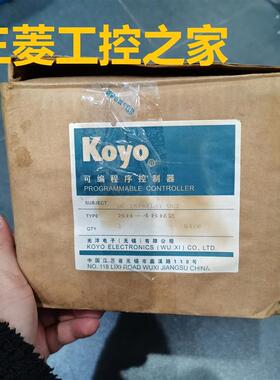 三菱工控之家
Koyo®
可编程序控制器
PROGRAMMABLE CONTROLLER
SUBJECT
TYPE
QTY
光洋电子(无锡)有限公司
KOYO ELECTRONICS (WU XI) CO., LTD.
中国江苏省无锡市蠡溪路118号
NO.118 LIXI ROAD WUXI JIANGSU CHINA